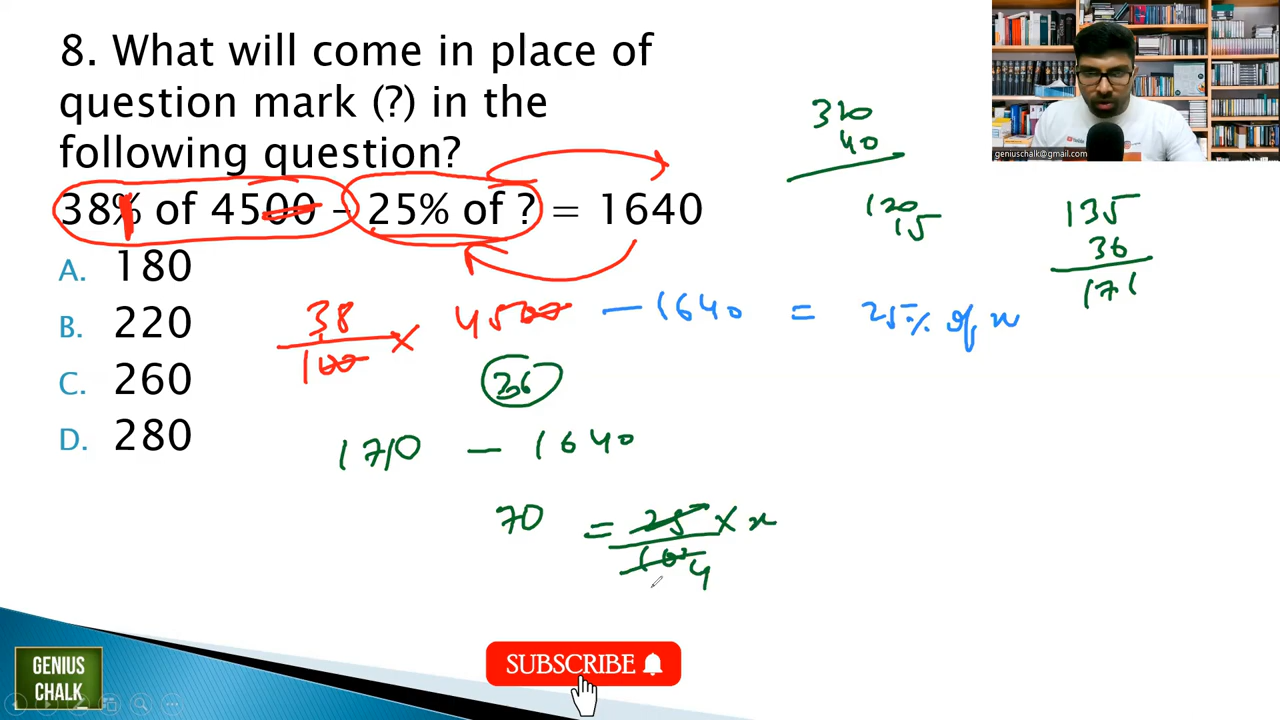 8. What will come in place of
question mark (?) in the
following question?
38% of 4500 – 25% of ? = 1640
A. 180
B. 220
C. 260
D. 280
geniuschalk@gmail.com
320
40
120
15
135
36
171
38/100 × 4500 – 1640 = 25% of x
36
1710 – 1640
70 = 25/100 4 × x
GENIUS
CHALK
SUBSCRIBE